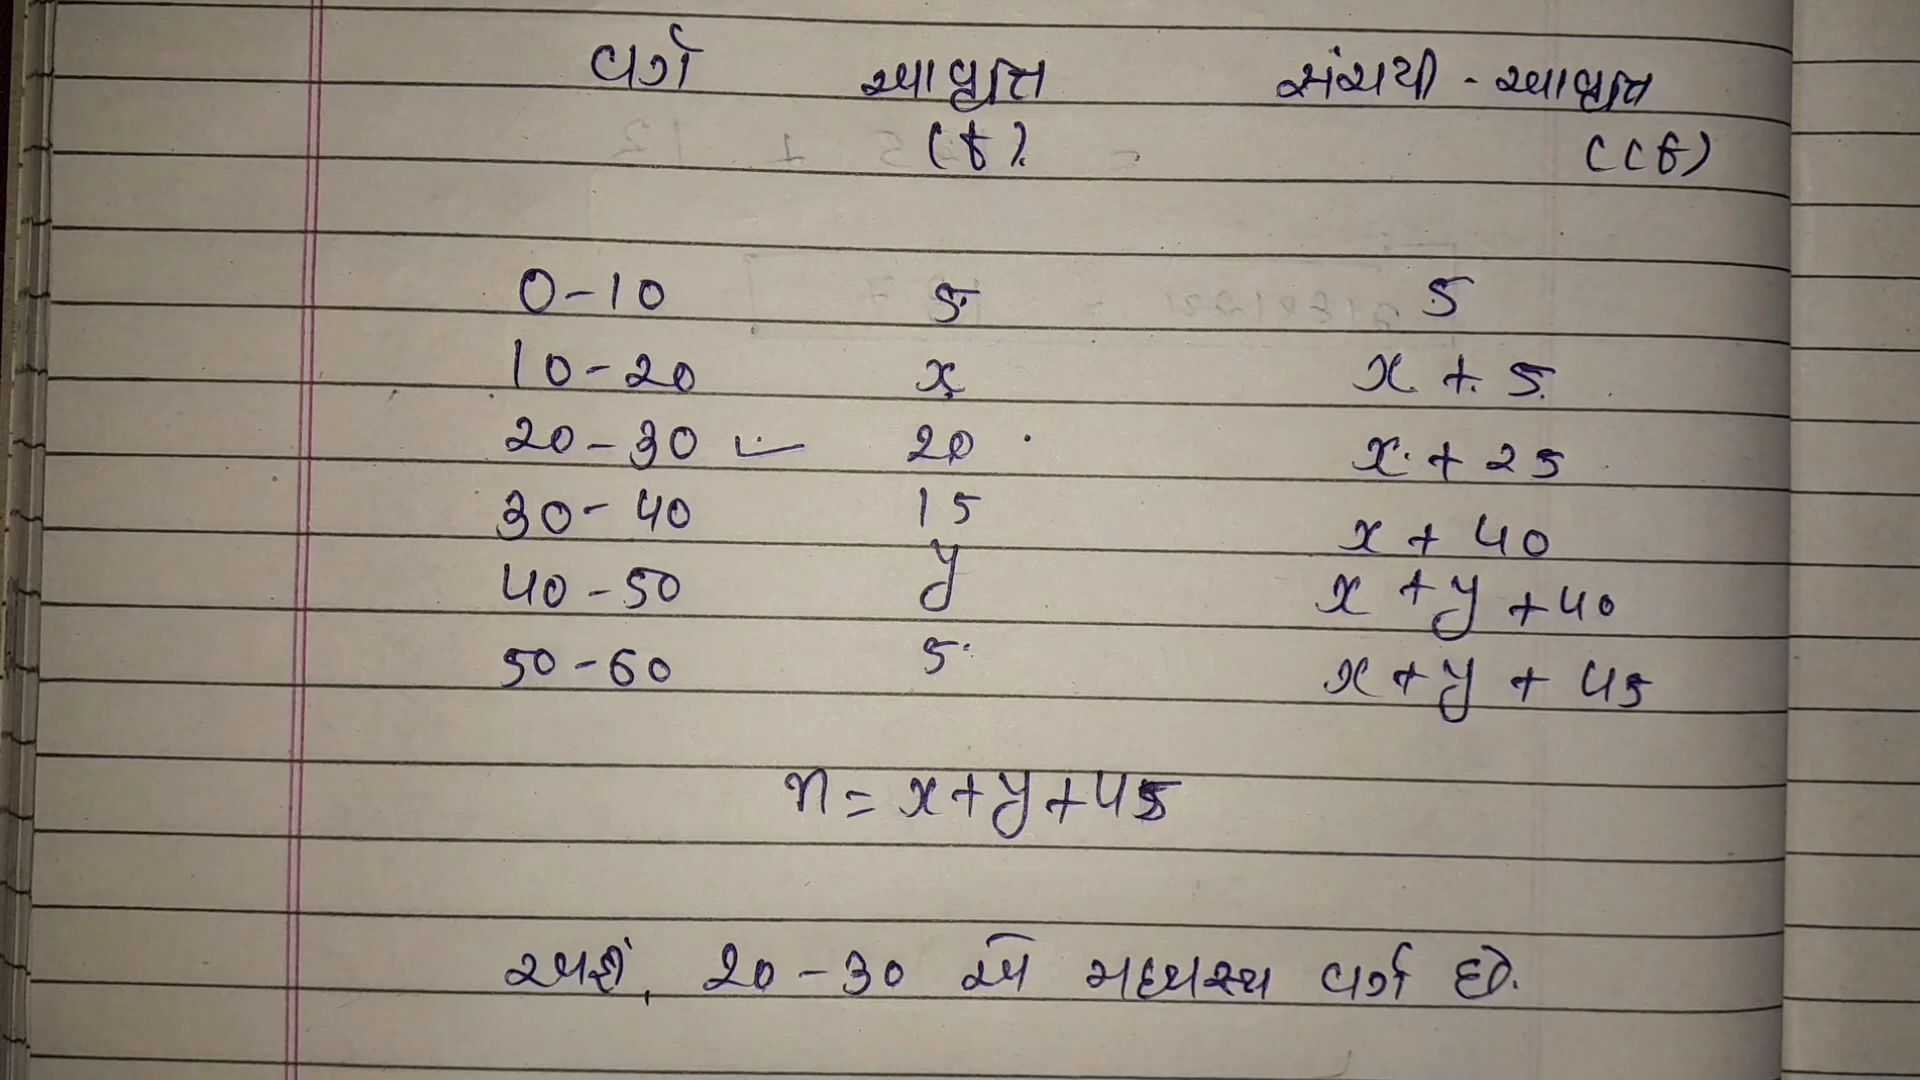 વર્ગ આવૃત્તિ સંચયી - આવૃત્તિ
(f) (cf)
0-10 5 5
10-20 x x + 5
20-30 20 x + 25
30-40 15 x + 40
40-50 y x + y + 40
50-60 5 x + y + 45
n = x + y + 45
અહીં, 20-30 એ મધ્યસ્થ વર્ગ છે.